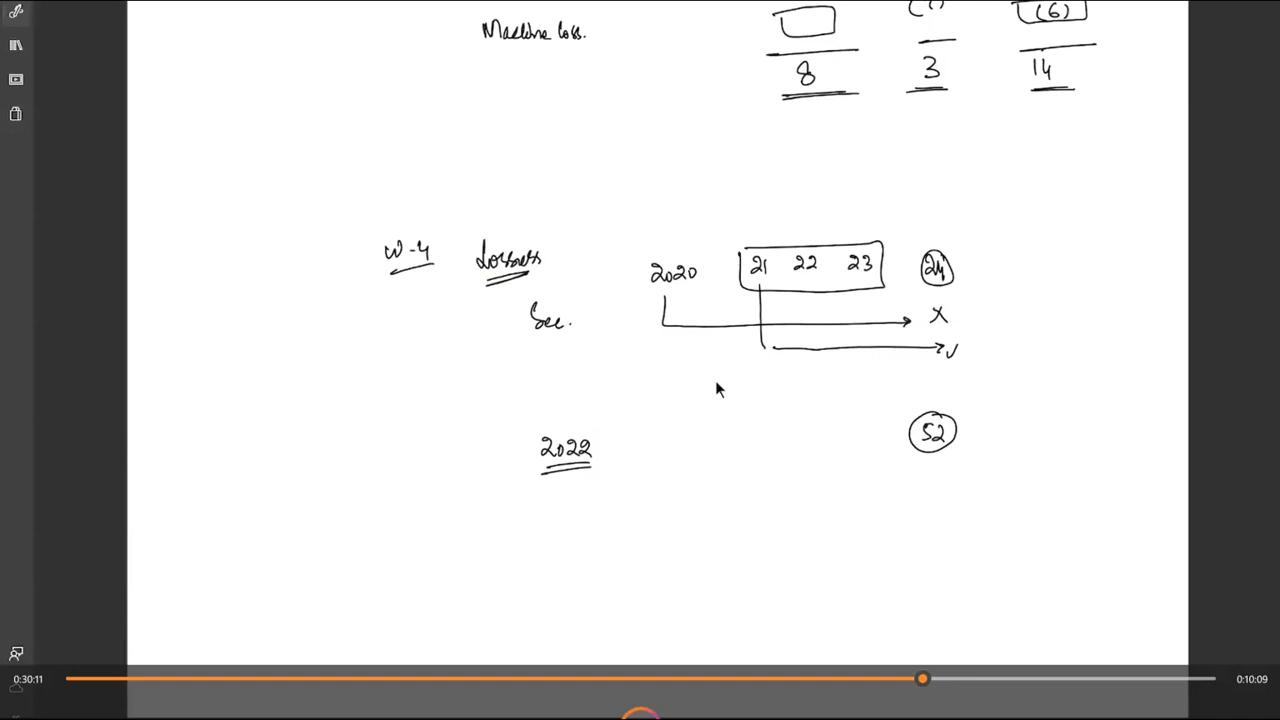 (6)
Machine loss.
8 3 14
W-4 Losses 2020 21 22 23 24
Sec. X
✓
2022 52
0:30:11 0:10:09